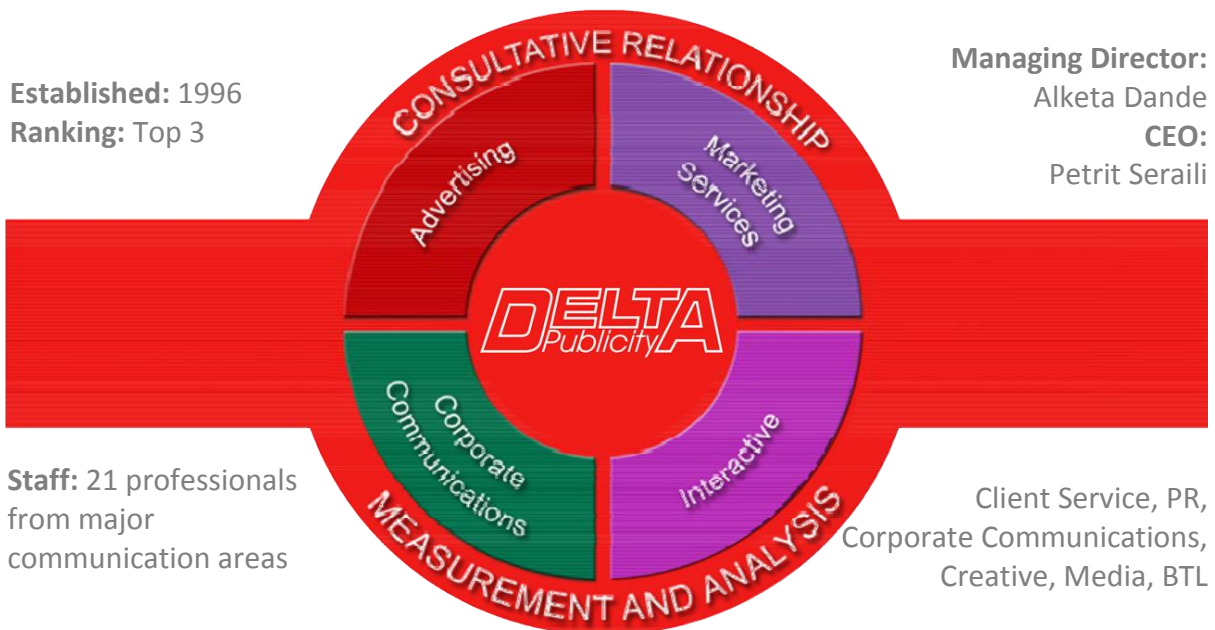 Established: 1996
Ranking: Top 3
Managing Director:
Alketa Dande
CEO:
Petrit Seraili
CONSULTATIVE RELATIONSHIP
Advertising
Marketing
Services
DELTA
Publicity
Corporate
Communications
Interactive
MEASUREMENT AND ANALYSIS
Staff: 21 professionals
from major
communication areas
Client Service, PR,
Corporate Communications,
Creative, Media, BTL